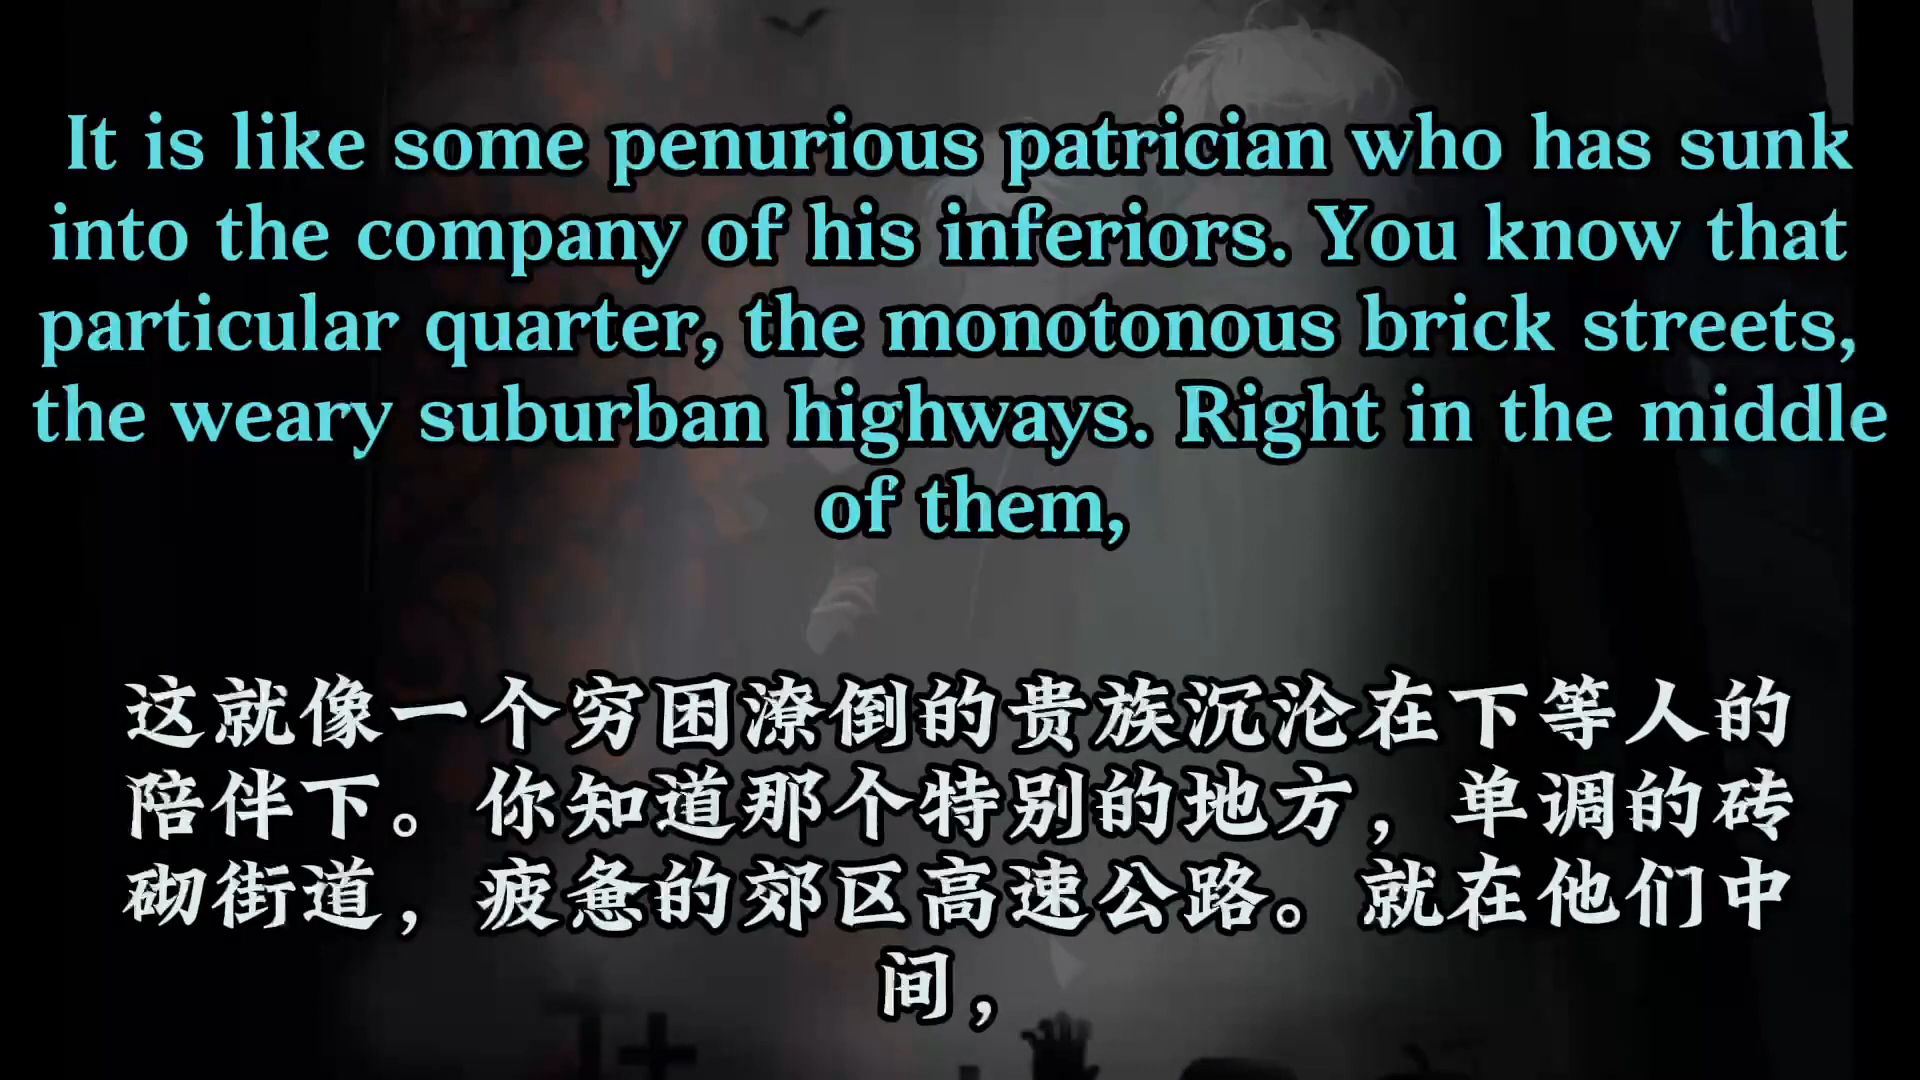 It is like some penurious patrician who has sunk
into the company of his inferiors. You know that
particular quarter, the monotonous brick streets,
the weary suburban highways. Right in the middle
of them,
这就像一个穷困潦倒的贵族沉沦在下等人的
陪伴下。你知道那个特别的地方，单调的砖
砌街道，疲惫的郊区高速公路。就在他们中
间，